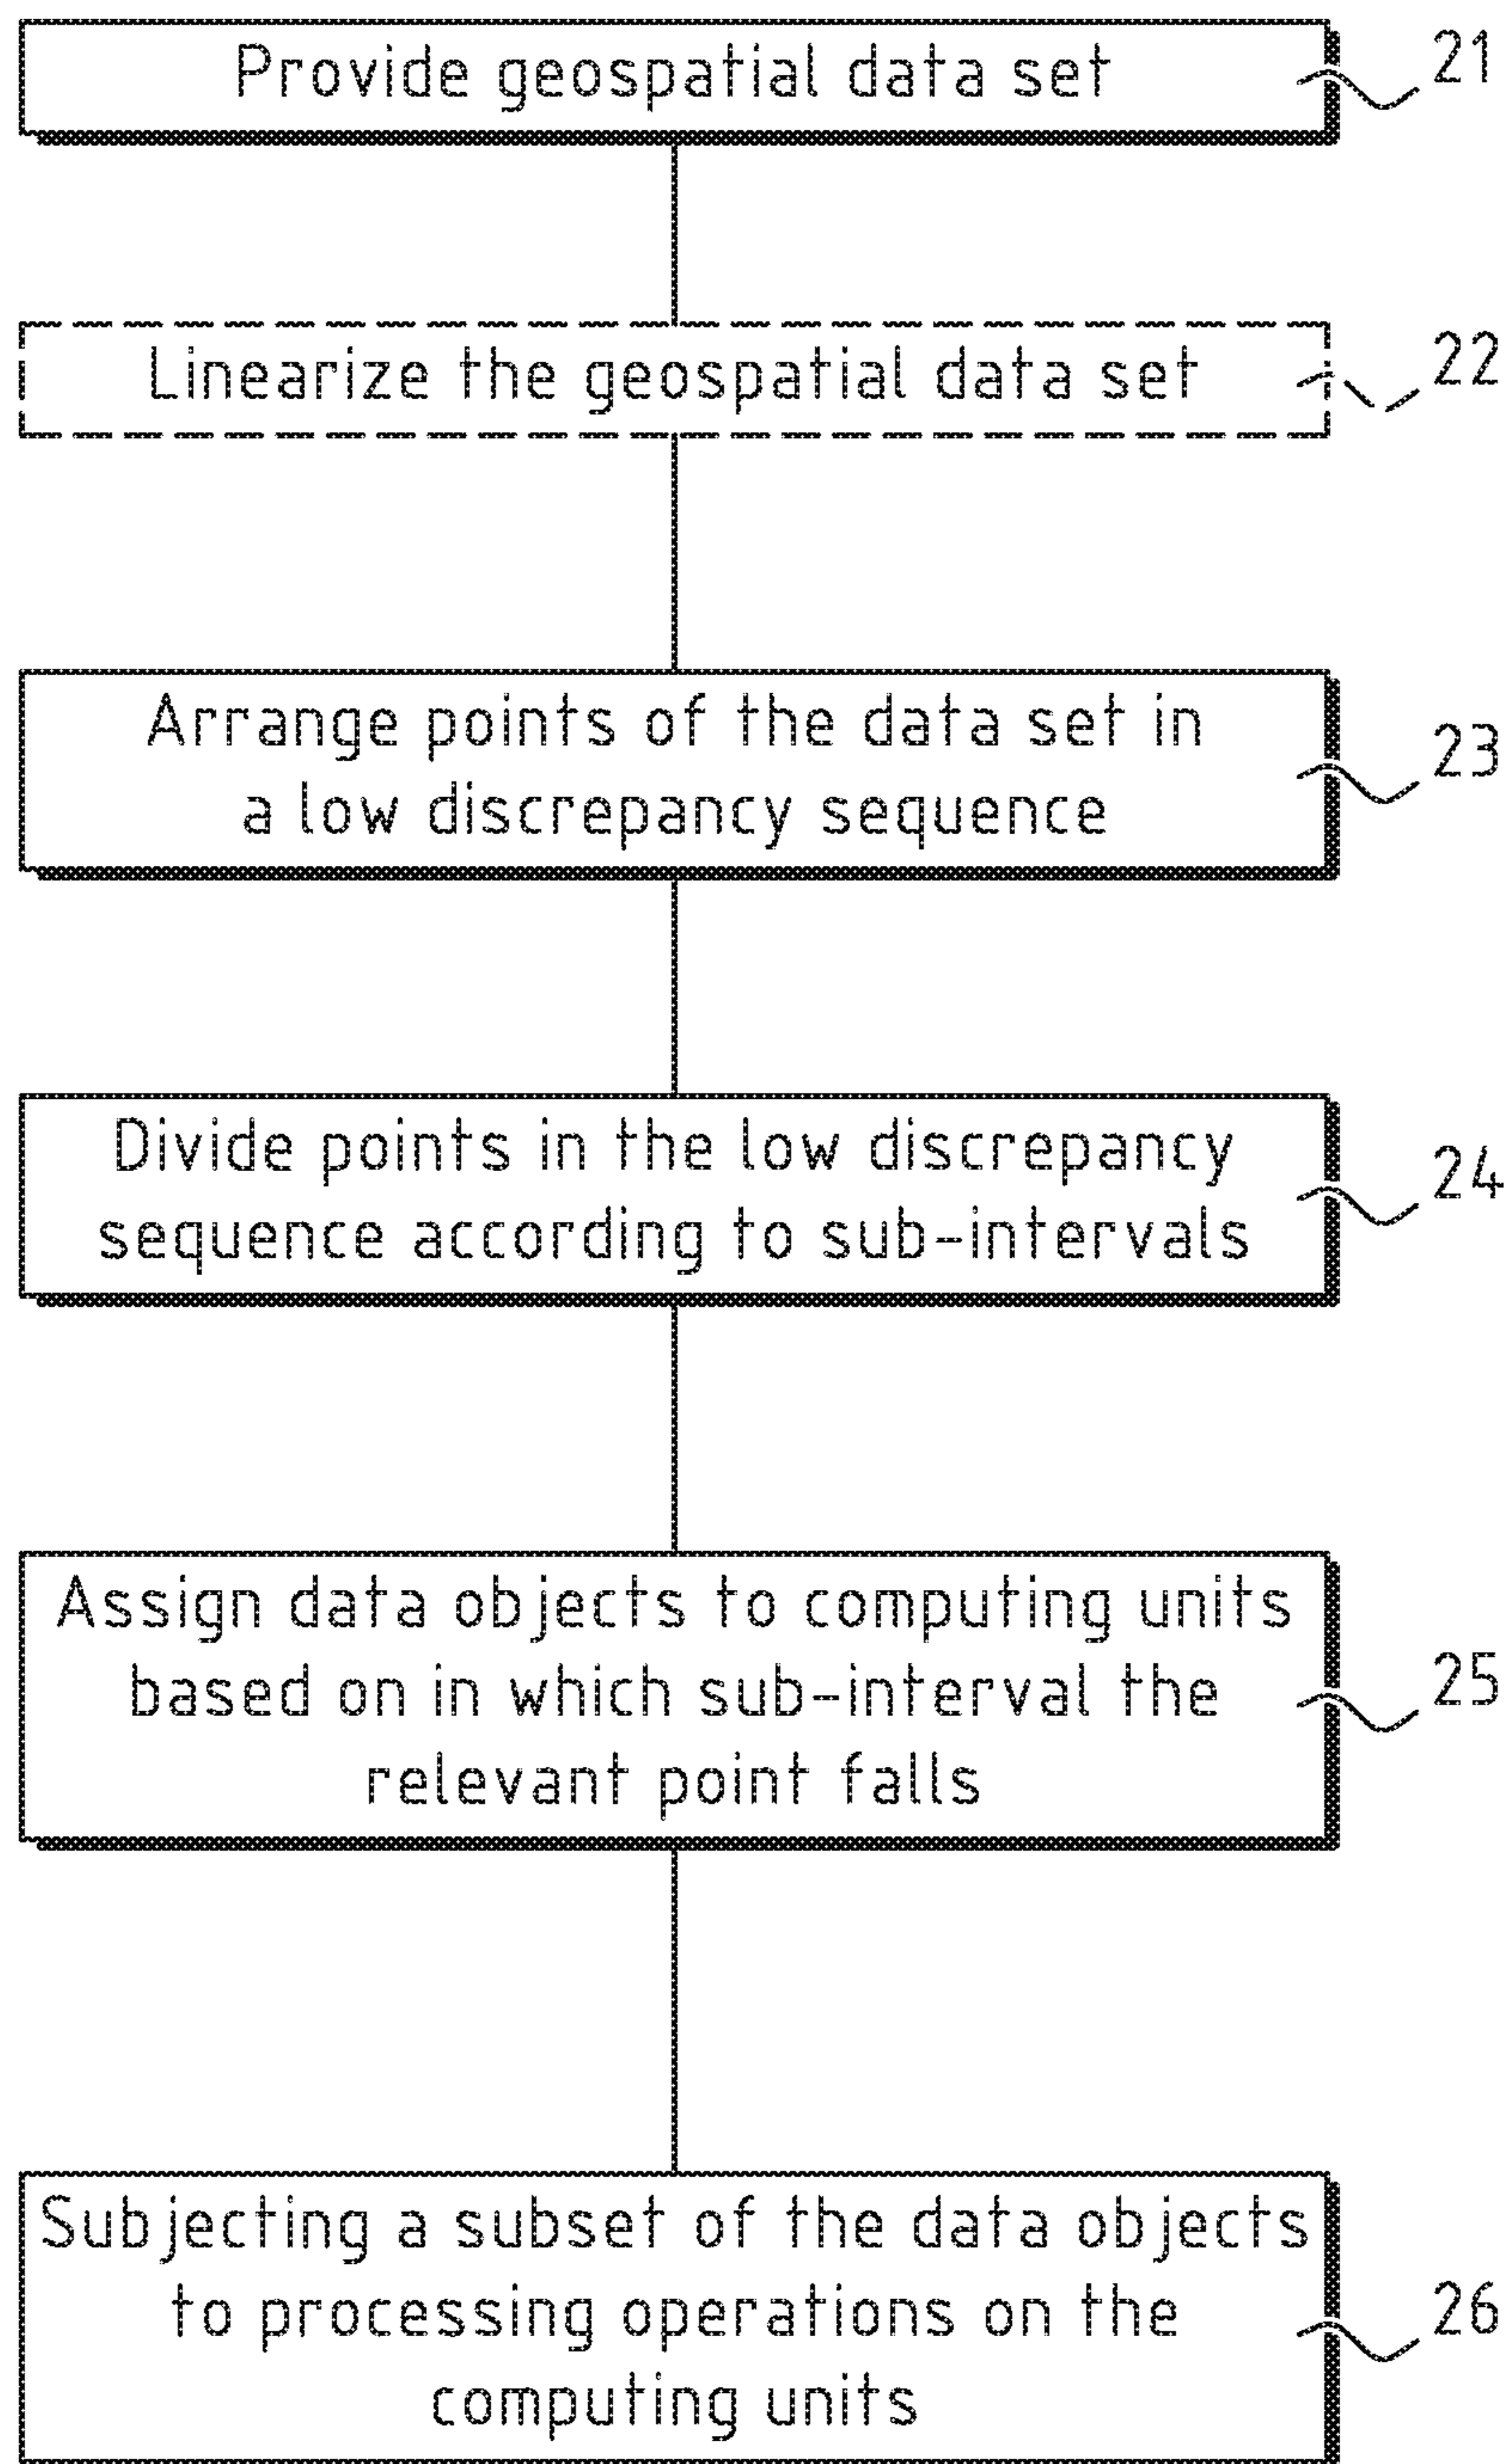 Provide geospatial data set
21
Linearize the geospatial data set
22
Arrange points of the data set in
a low discrepancy sequence
23
Divide points in the low discrepancy
sequence according to sub-intervals
24
Assign data objects to computing units
based on in which sub-interval the
relevant point falls
25
Subjecting a subset of the data objects
to processing operations on the
computing units
26